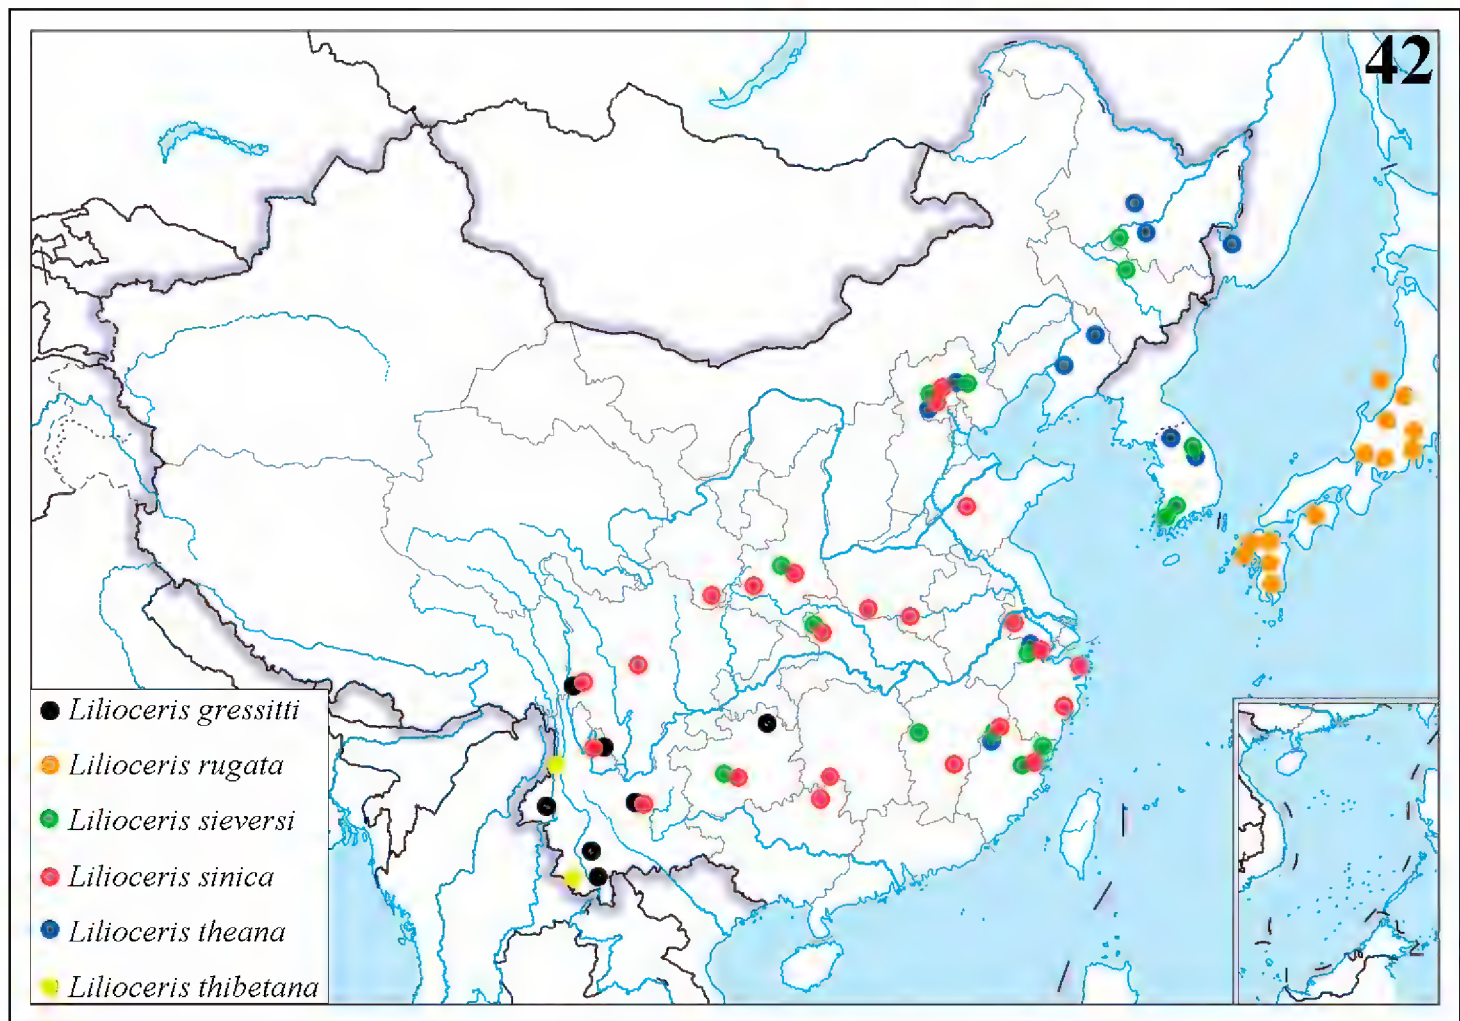 42
Lilioceris gressitti
Lilioceris rugata
Lilioceris sieversi
Lilioceris sinica
Lilioceris theana
Lilioceris thibetana